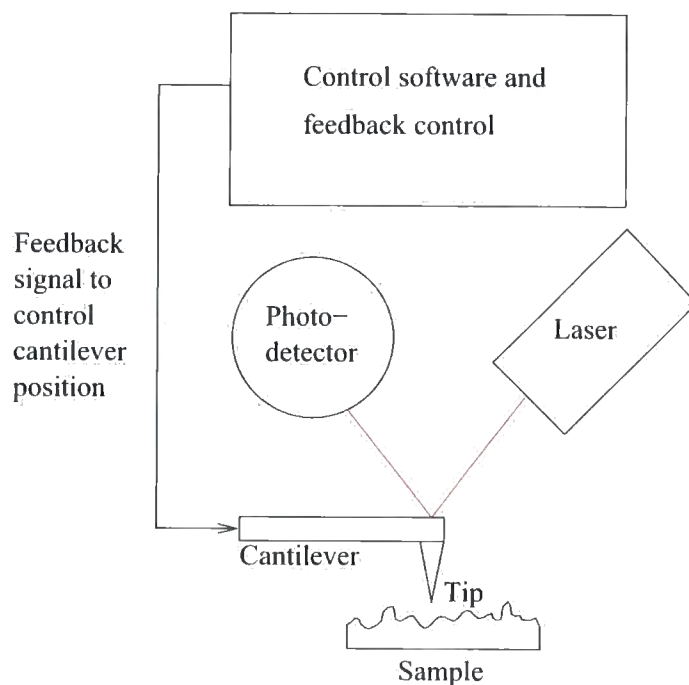 Control software and
feedback control
Feedback
signal to
control
cantilever
position
Photo-
detector
Laser
Cantilever
Tip
Sample